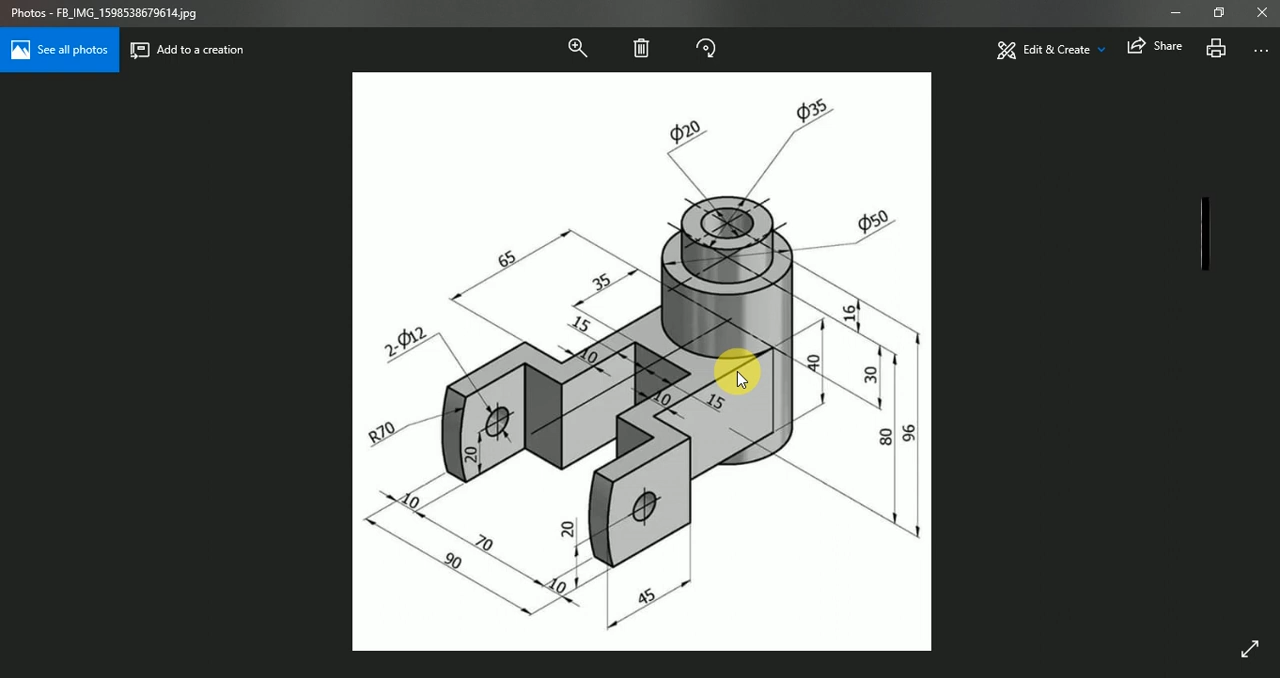 Photos - FB_IMG_1598538679614.jpg
See all photos
Add to a creation
Edit & Create
Share
ϕ20
ϕ35
ϕ50
65
35
15
10
2-ϕ12
16
40
30
10
15
R70
20
80
96
10
70
90
20
10
45